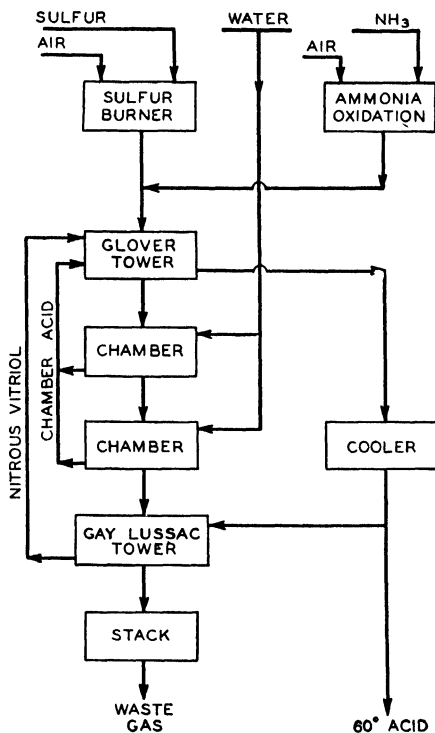 SULFUR
AIR
WATER
NH₃
AIR
SULFUR
BURNER
AMMONIA
OXIDATION
GLOVER
TOWER
CHAMBER
CHAMBER
NITROUS VITRIOL
CHAMBER ACID
COOLER
GAY LUSSAC
TOWER
STACK
WASTE
GAS
60° ACID